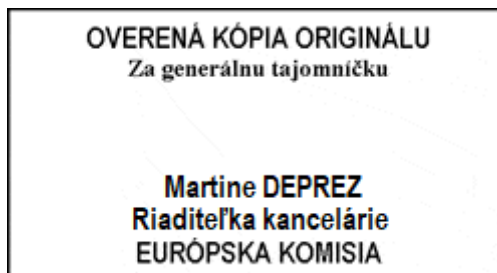 OVERENÁ KÓPIA ORIGINÁLU
Za generálnu tajomníčku
Martine DEPREZ
Riaditeľka kancelárie
EURÓPSKA KOMISIA